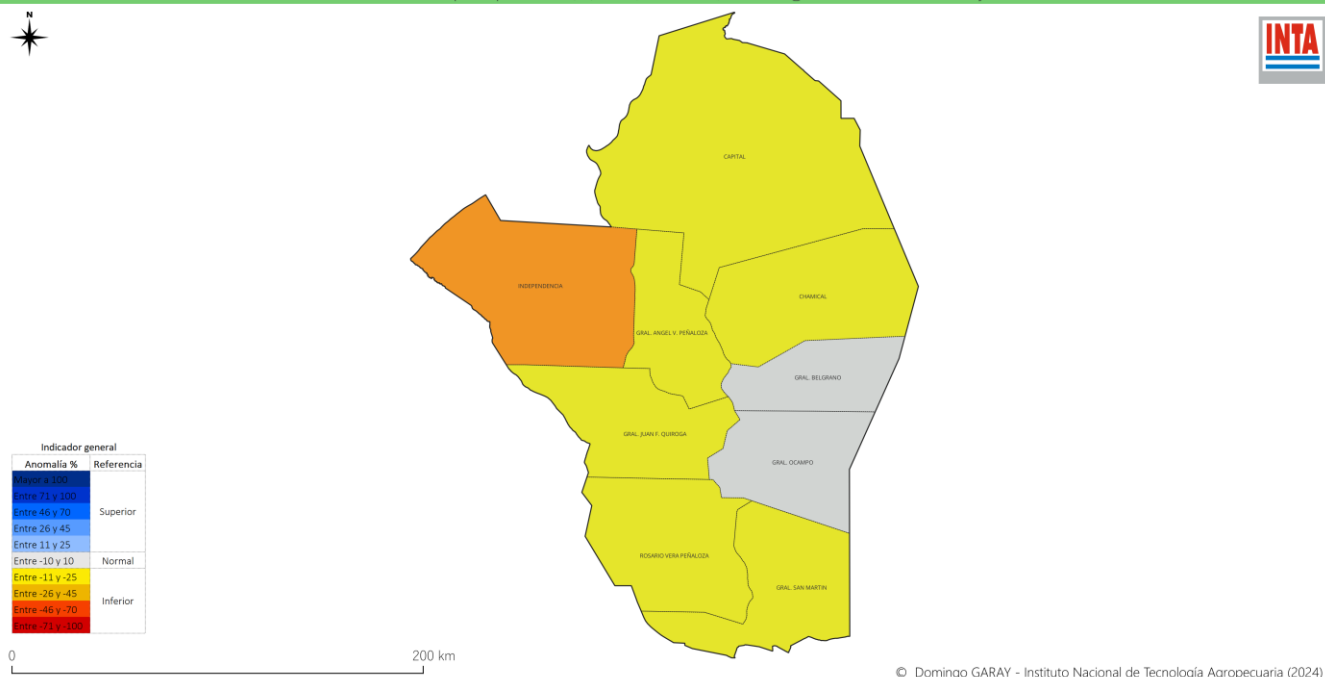 N
INTA
CAPITAL
INDEPENDENCIA
CHAMICAL
GRAL. ANGEL V. PEÑALOZA
GRAL. BELGRANO
GRAL. JUAN F. QUIROGA
GRAL. OCAMPO
ROSARIO VERA PEÑALOZA
GRAL. SAN MARTIN
Indicador general
Anomalía % Referencia
Mayor a 100
Entre 71 y 100
Entre 46 y 70 Superior
Entre 26 y 45
Entre 11 y 25
Entre -10 y 10 Normal
Entre -11 y -25
Entre -26 y -45 Inferior
Entre -46 y -70
Entre -71 y -100
0 200 km
© Domingo GARAY - Instituto Nacional de Tecnología Agropecuaria (2024)